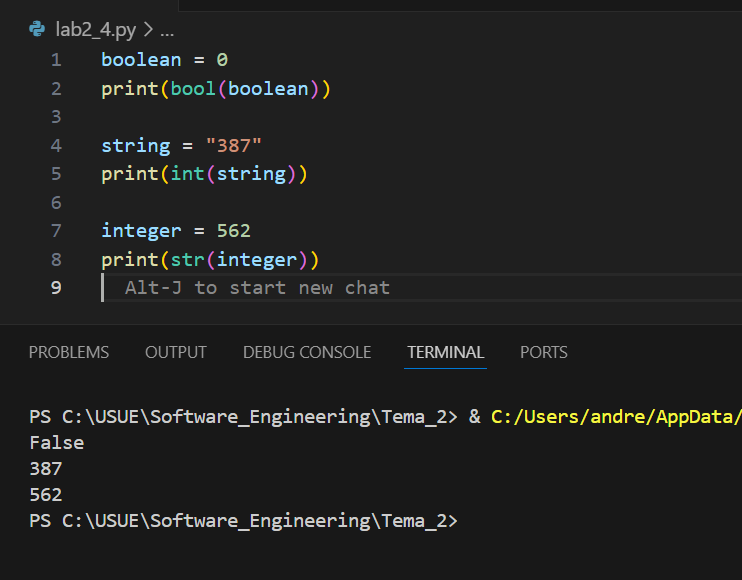 lab2_4.py > ...
1 boolean = 0
2 print(bool(boolean))
3
4 string = "387"
5 print(int(string))
6
7 integer = 562
8 print(str(integer))
9 Alt-J to start new chat
PROBLEMS OUTPUT DEBUG CONSOLE TERMINAL PORTS
PS C:\USUE\Software_Engineering\Tema_2> & C:/Users/andre/AppData/
False
387
562
PS C:\USUE\Software_Engineering\Tema_2>